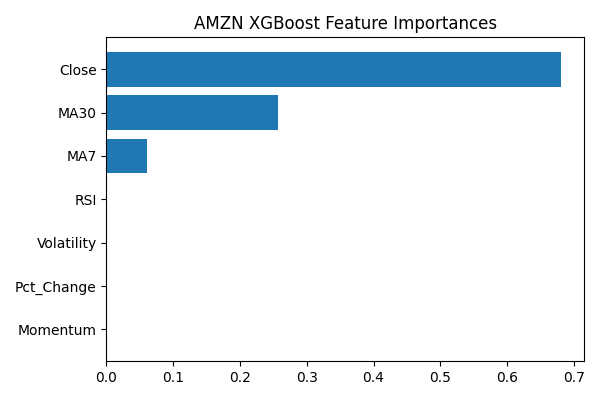 AMZN XGBoost Feature Importances
Close
MA30
MA7
RSI
Volatility
Pct_Change
Momentum
0.0 0.1 0.2 0.3 0.4 0.5 0.6 0.7